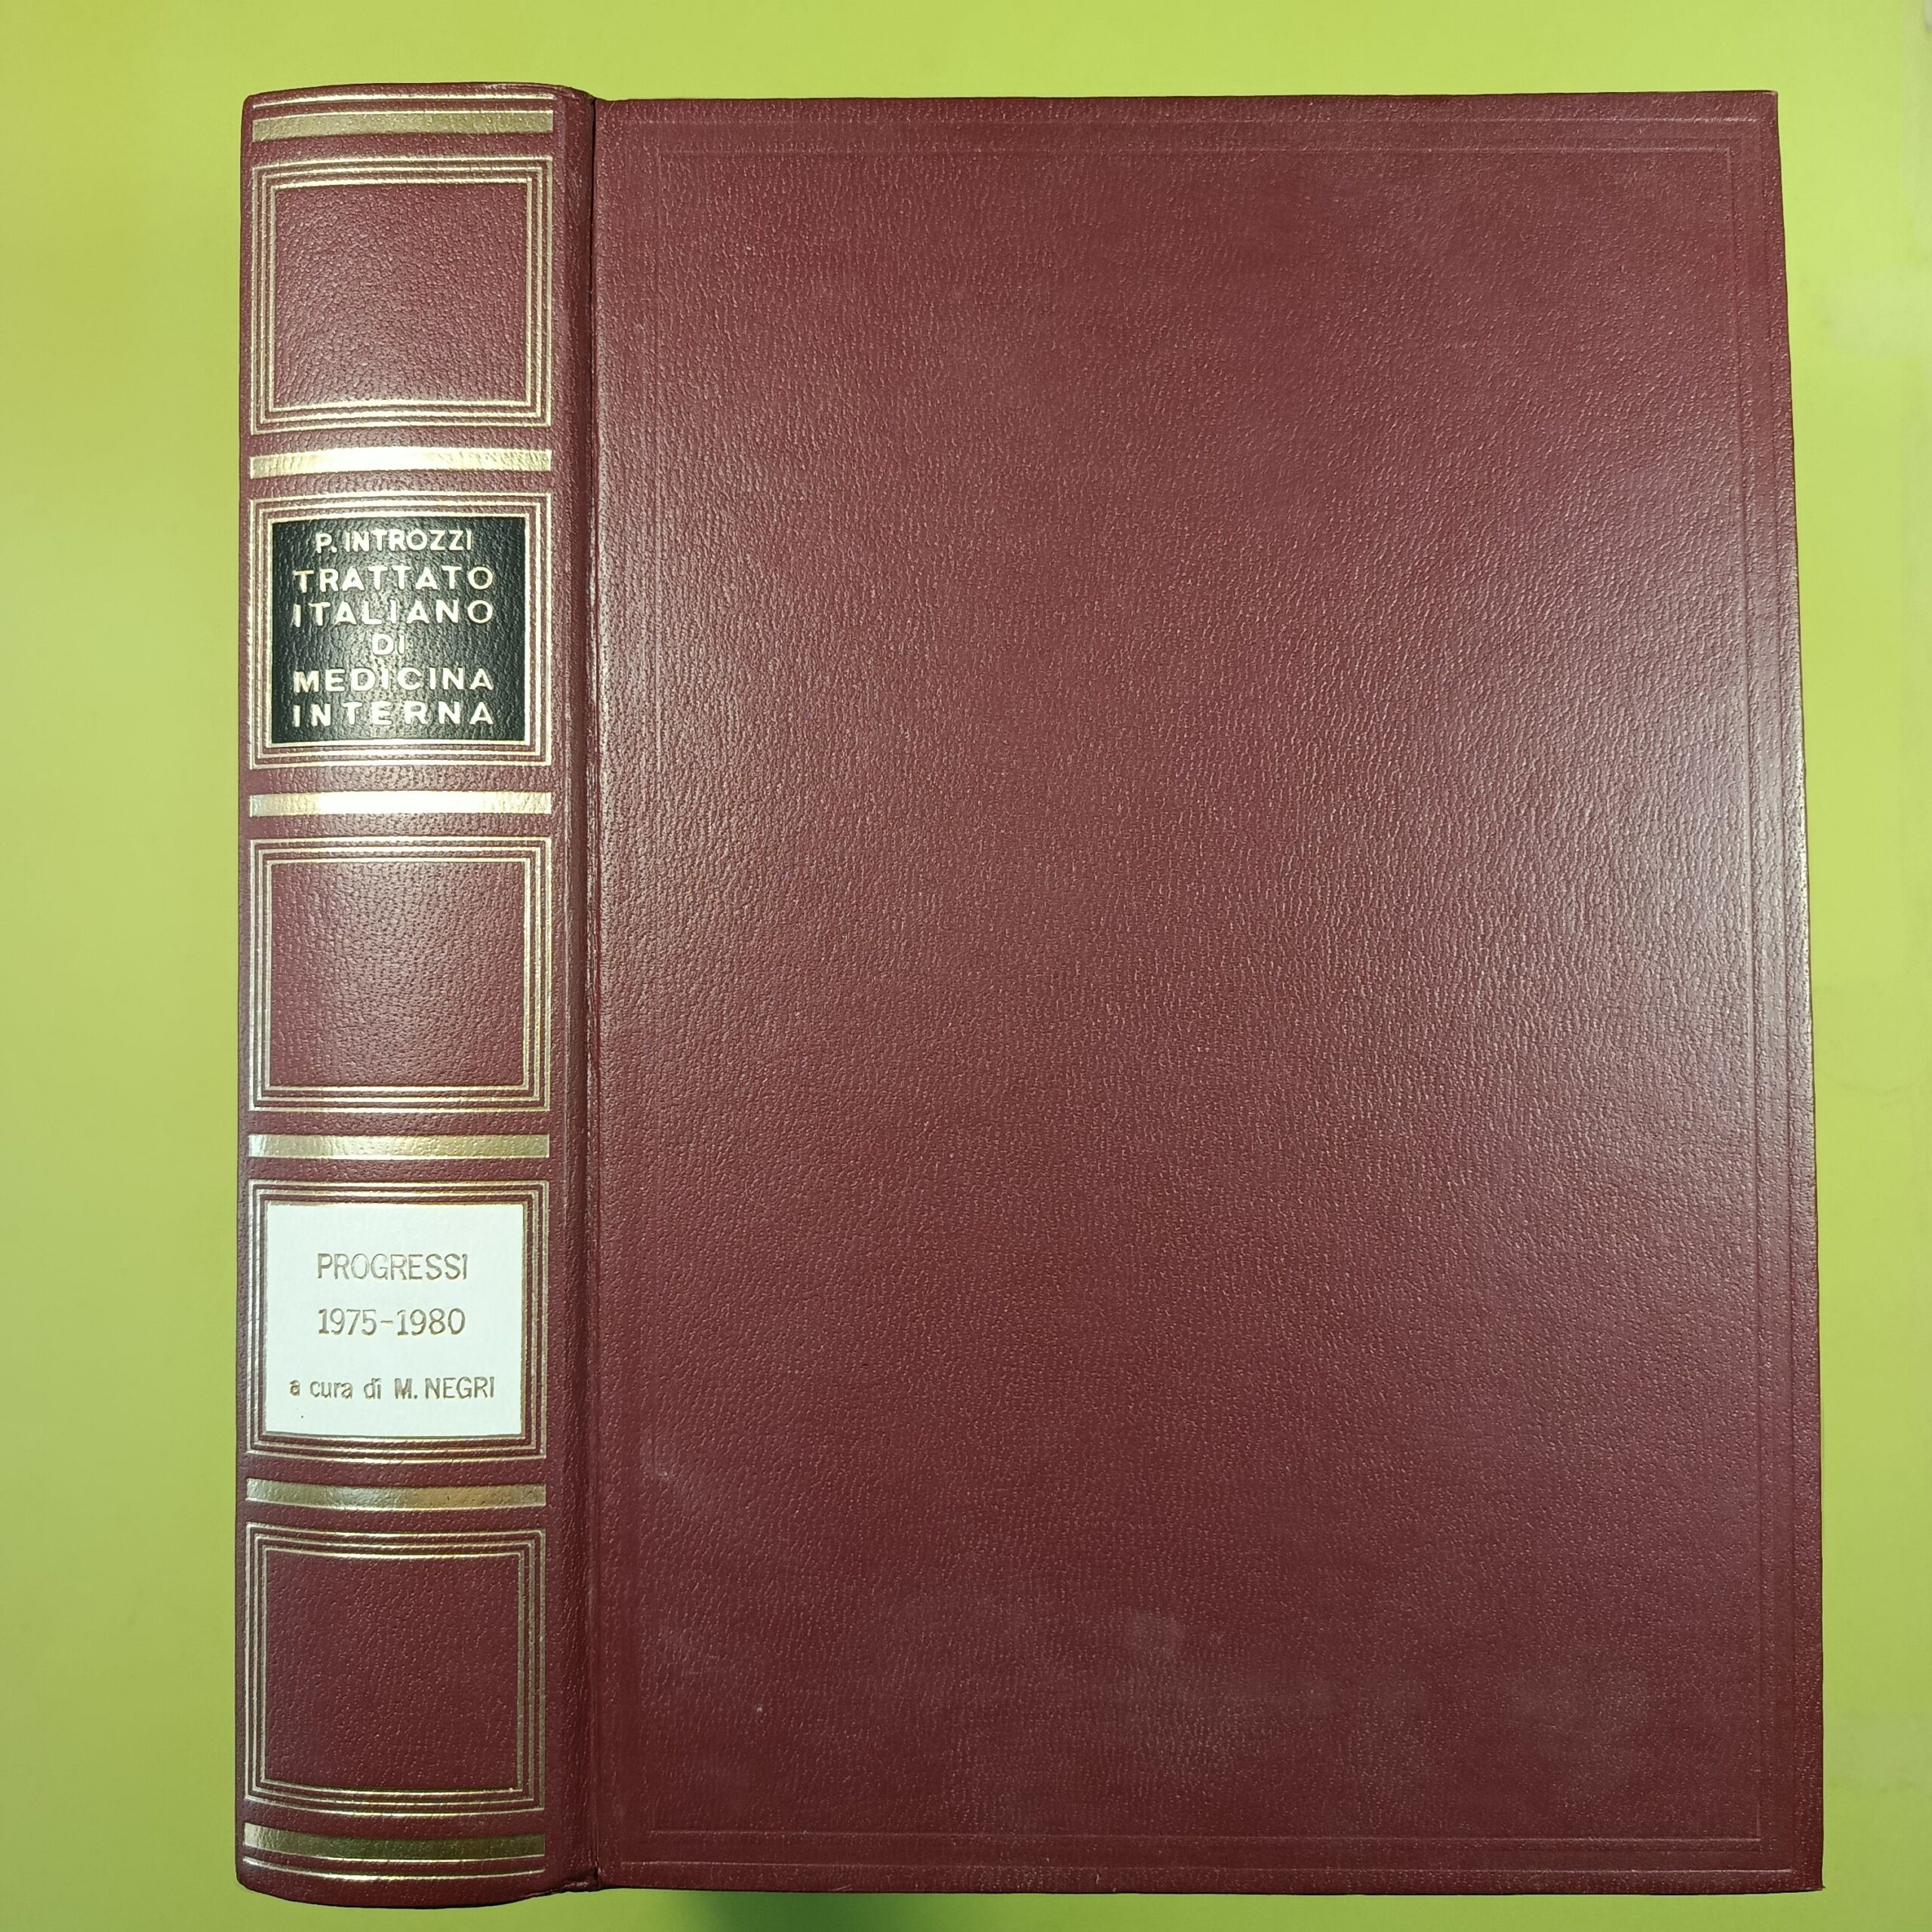 P. INTROZZI
TRATTATO
ITALIANO
DI
MEDICINA
INTERNA
PROGRESSI
1975-1980
a cura di M. NEGRI